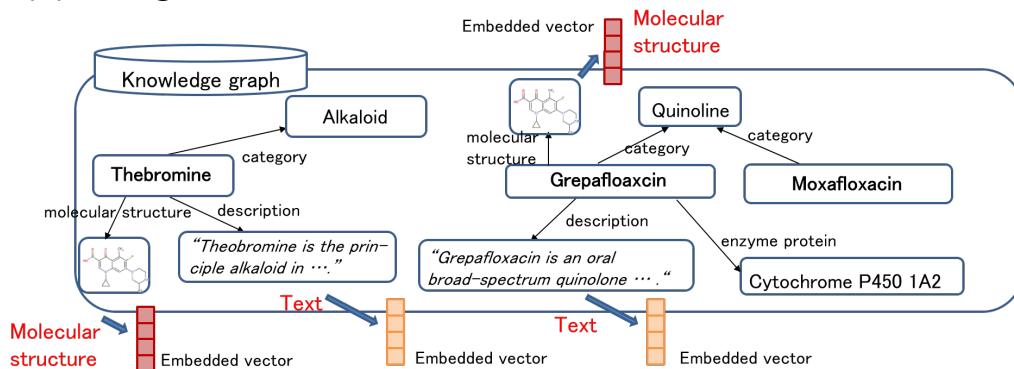 Embedded vector
Molecular
structure
Knowledge graph
Alkaloid
category
Thebromine
molecular structure
description
"Theobromine is the prin-
ciple alkaloid in ….”
Quinoline
molecular
structure
category
category
Grepafloaxcin
Moxafloxacin
description
enzyme protein
“Grepafloxacin is an oral
broad-spectrum quinolone … .“
Cytochrome P450 1A2
Text
Text
Molecular
structure
Embedded vector
Embedded vector
Embedded vector